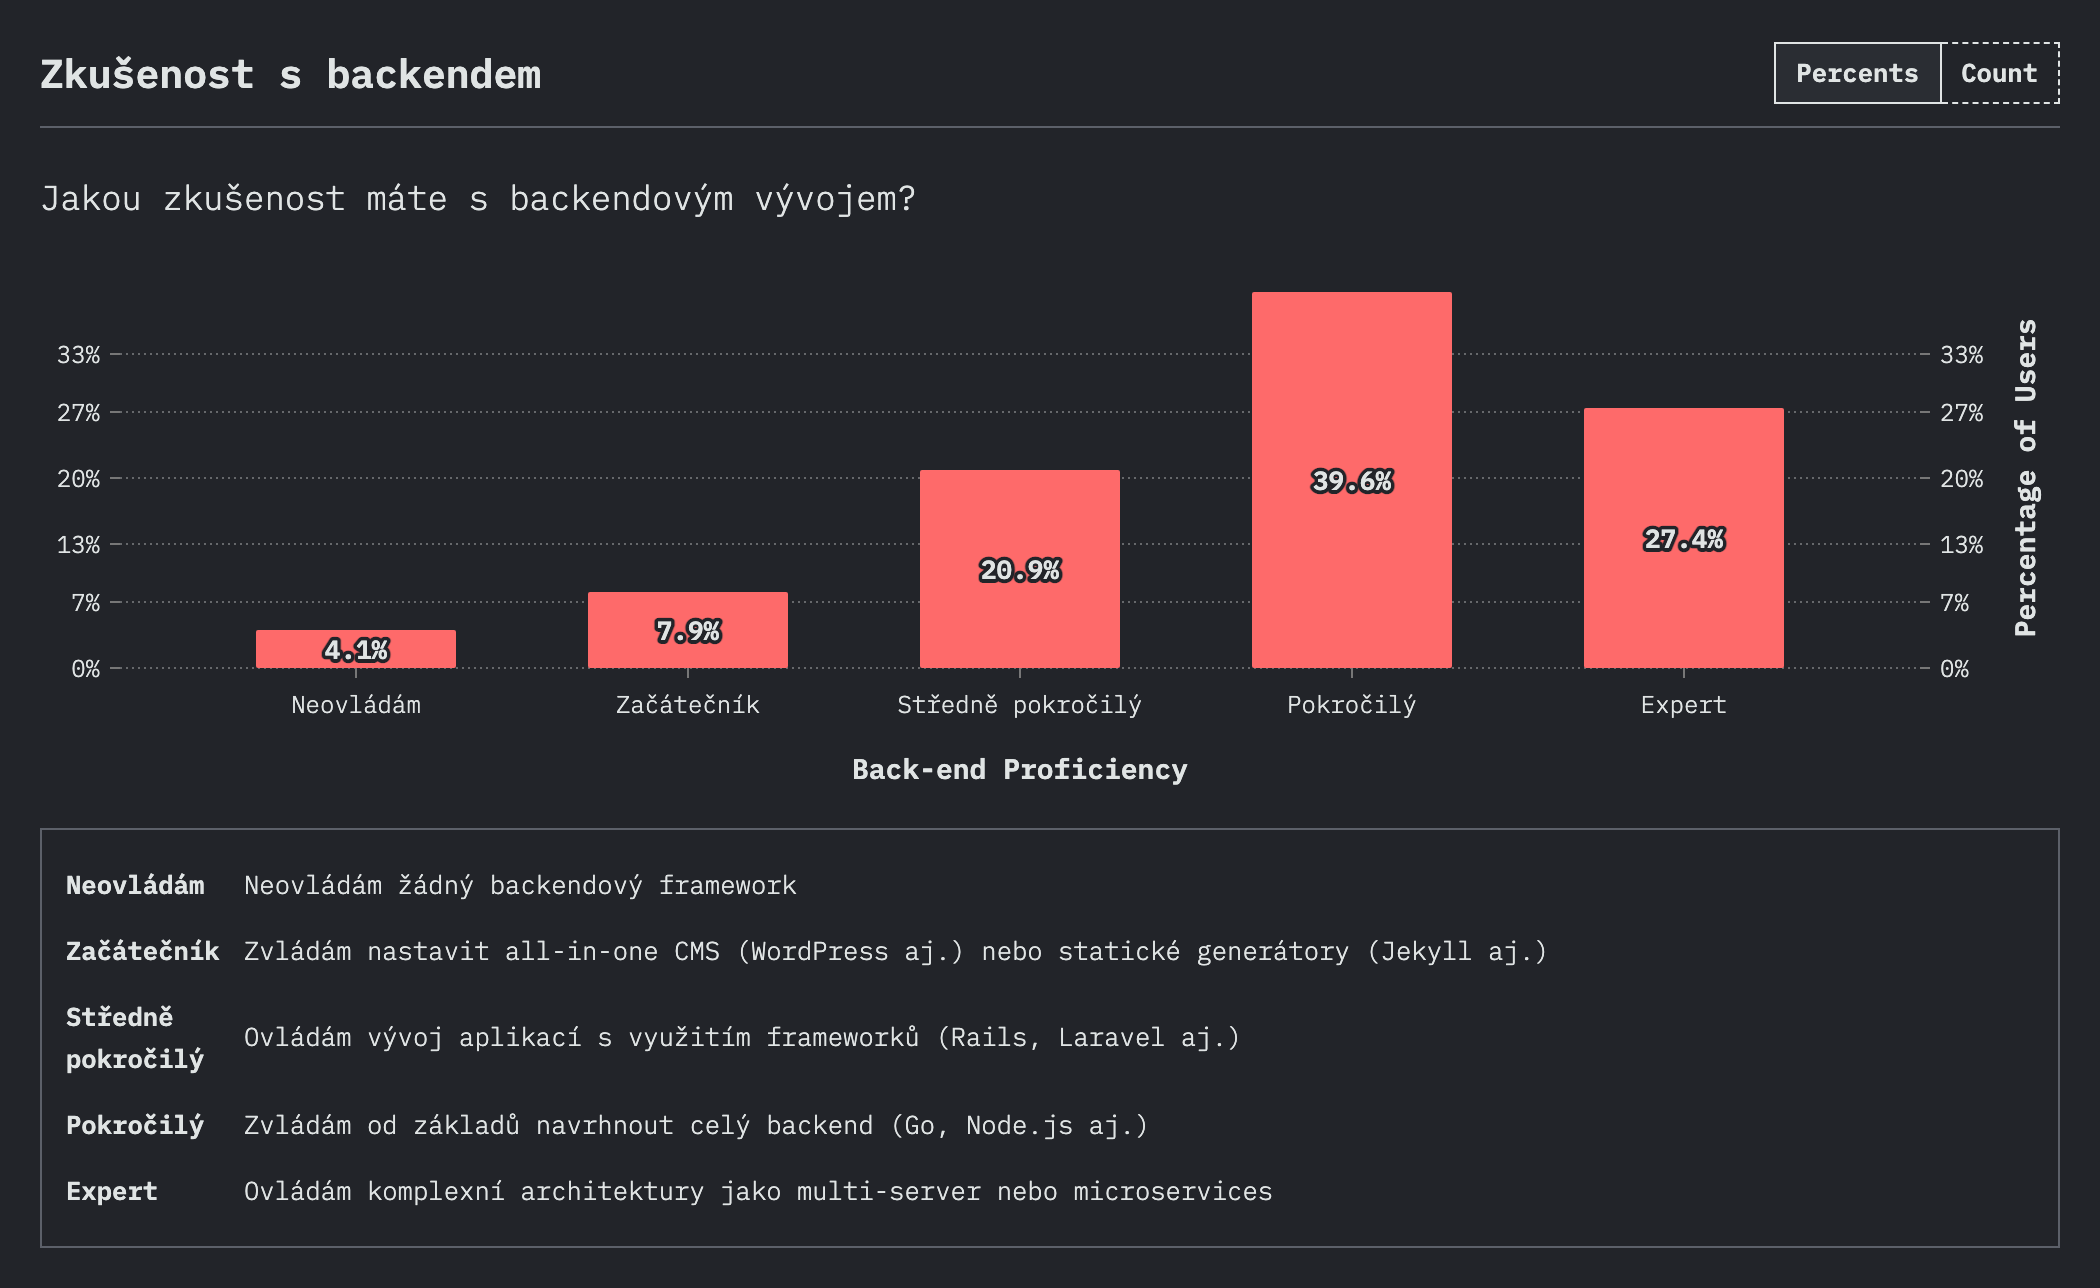 Zkušenost s backendem
Percents Count
Jakou zkušenost máte s backendovým vývojem?
33% 33%
27% 27%
20% 20%
13% 13%
7% 7%
0% 0%
4.1% 7.9% 20.9% 39.6% 27.4%
Percentage of Users
Neovládám Začátečník Středně pokročilý Pokročilý Expert
Back-end Proficiency
Neovládám Neovládám žádný backendový framework
Začátečník Zvládám nastavit all-in-one CMS (WordPress aj.) nebo statické generátory (Jekyll aj.)
Středně
pokročilý Ovládám vývoj aplikací s využitím frameworků (Rails, Laravel aj.)
Pokročilý Zvládám od základů navrhnout celý backend (Go, Node.js aj.)
Expert Ovládám komplexní architektury jako multi-server nebo microservices